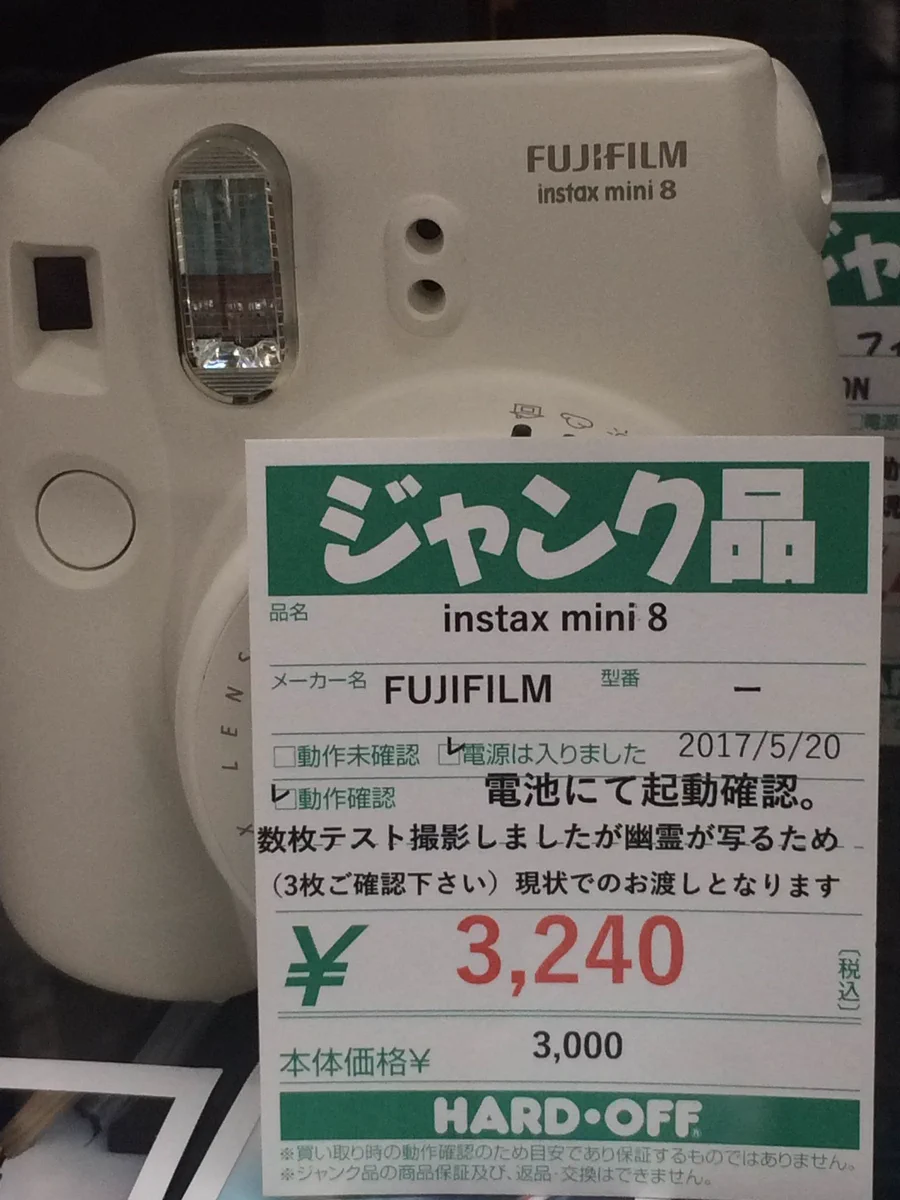 FUJIFILM
instax mini 8
LENS
ジャンク品
品名 instax mini 8
メーカー名 FUJIFILM 型番 ー
□動作未確認 □電源は入りました 2017/5/20
□動作確認 電池にて起動確認。
数枚テスト撮影しましたが幽霊が写るため
(3枚ご確認下さい)現状でのお渡しとなります
¥ 3,240 〔税込〕
本体価格¥ 3,000
HARD・OFF
※買い取り時の動作確認のため目安であり保証するものではありません。
※ジャンク品の商品保証及び、返品・交換はできません。